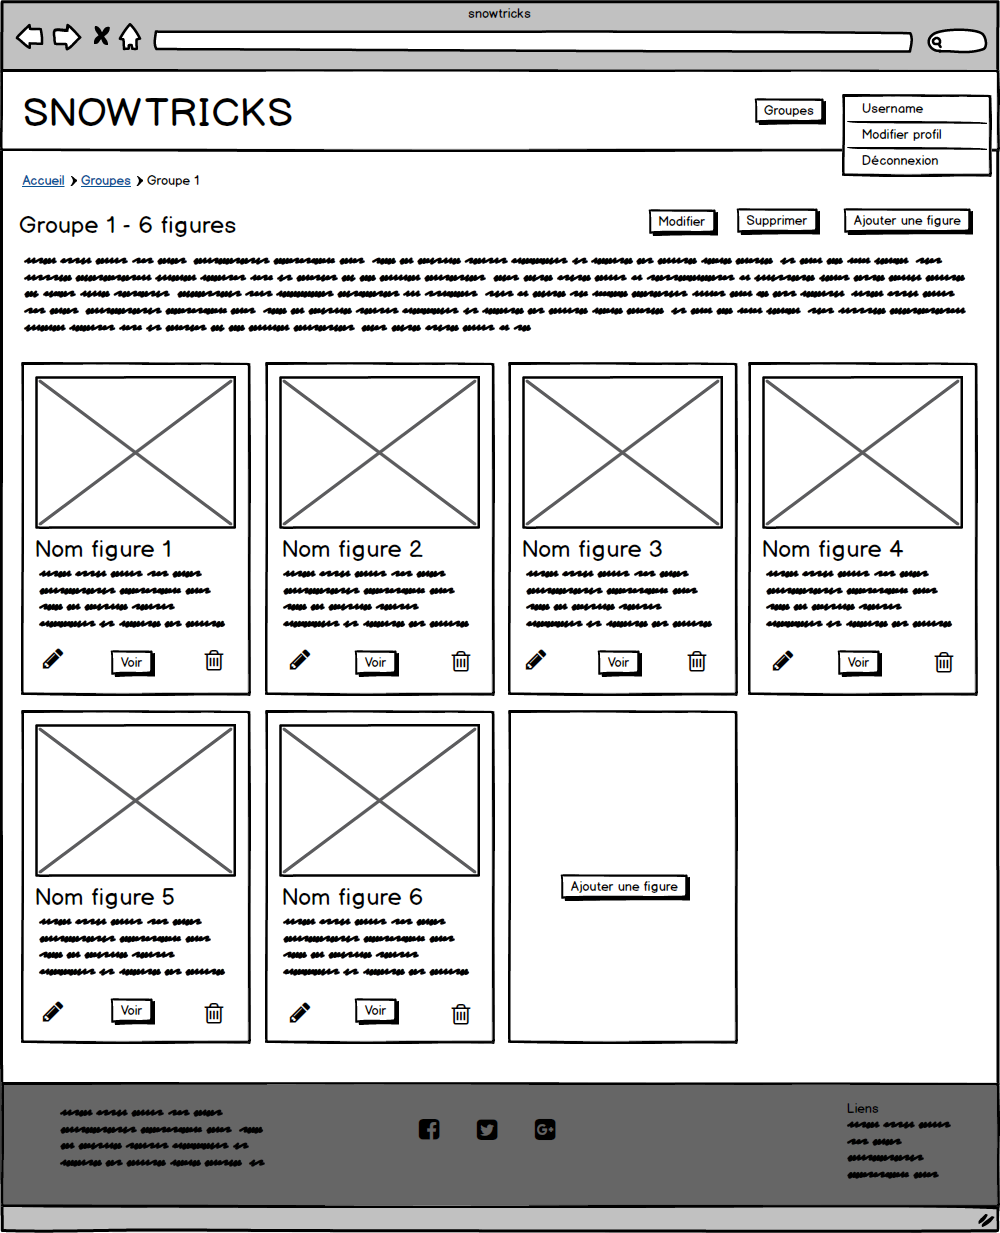 snowtricks
SNOWTRICKS
Groupes
Username
Modifier profil
Déconnexion
Accueil Groupes Groupe 1
Groupe 1 - 6 figures
Modifier
Supprimer
Ajouter une figure
Nom figure 1
Nom figure 2
Nom figure 3
Nom figure 4
Voir
Voir
Voir
Voir
Nom figure 5
Nom figure 6
Ajouter une figure
Voir
Voir
Liens